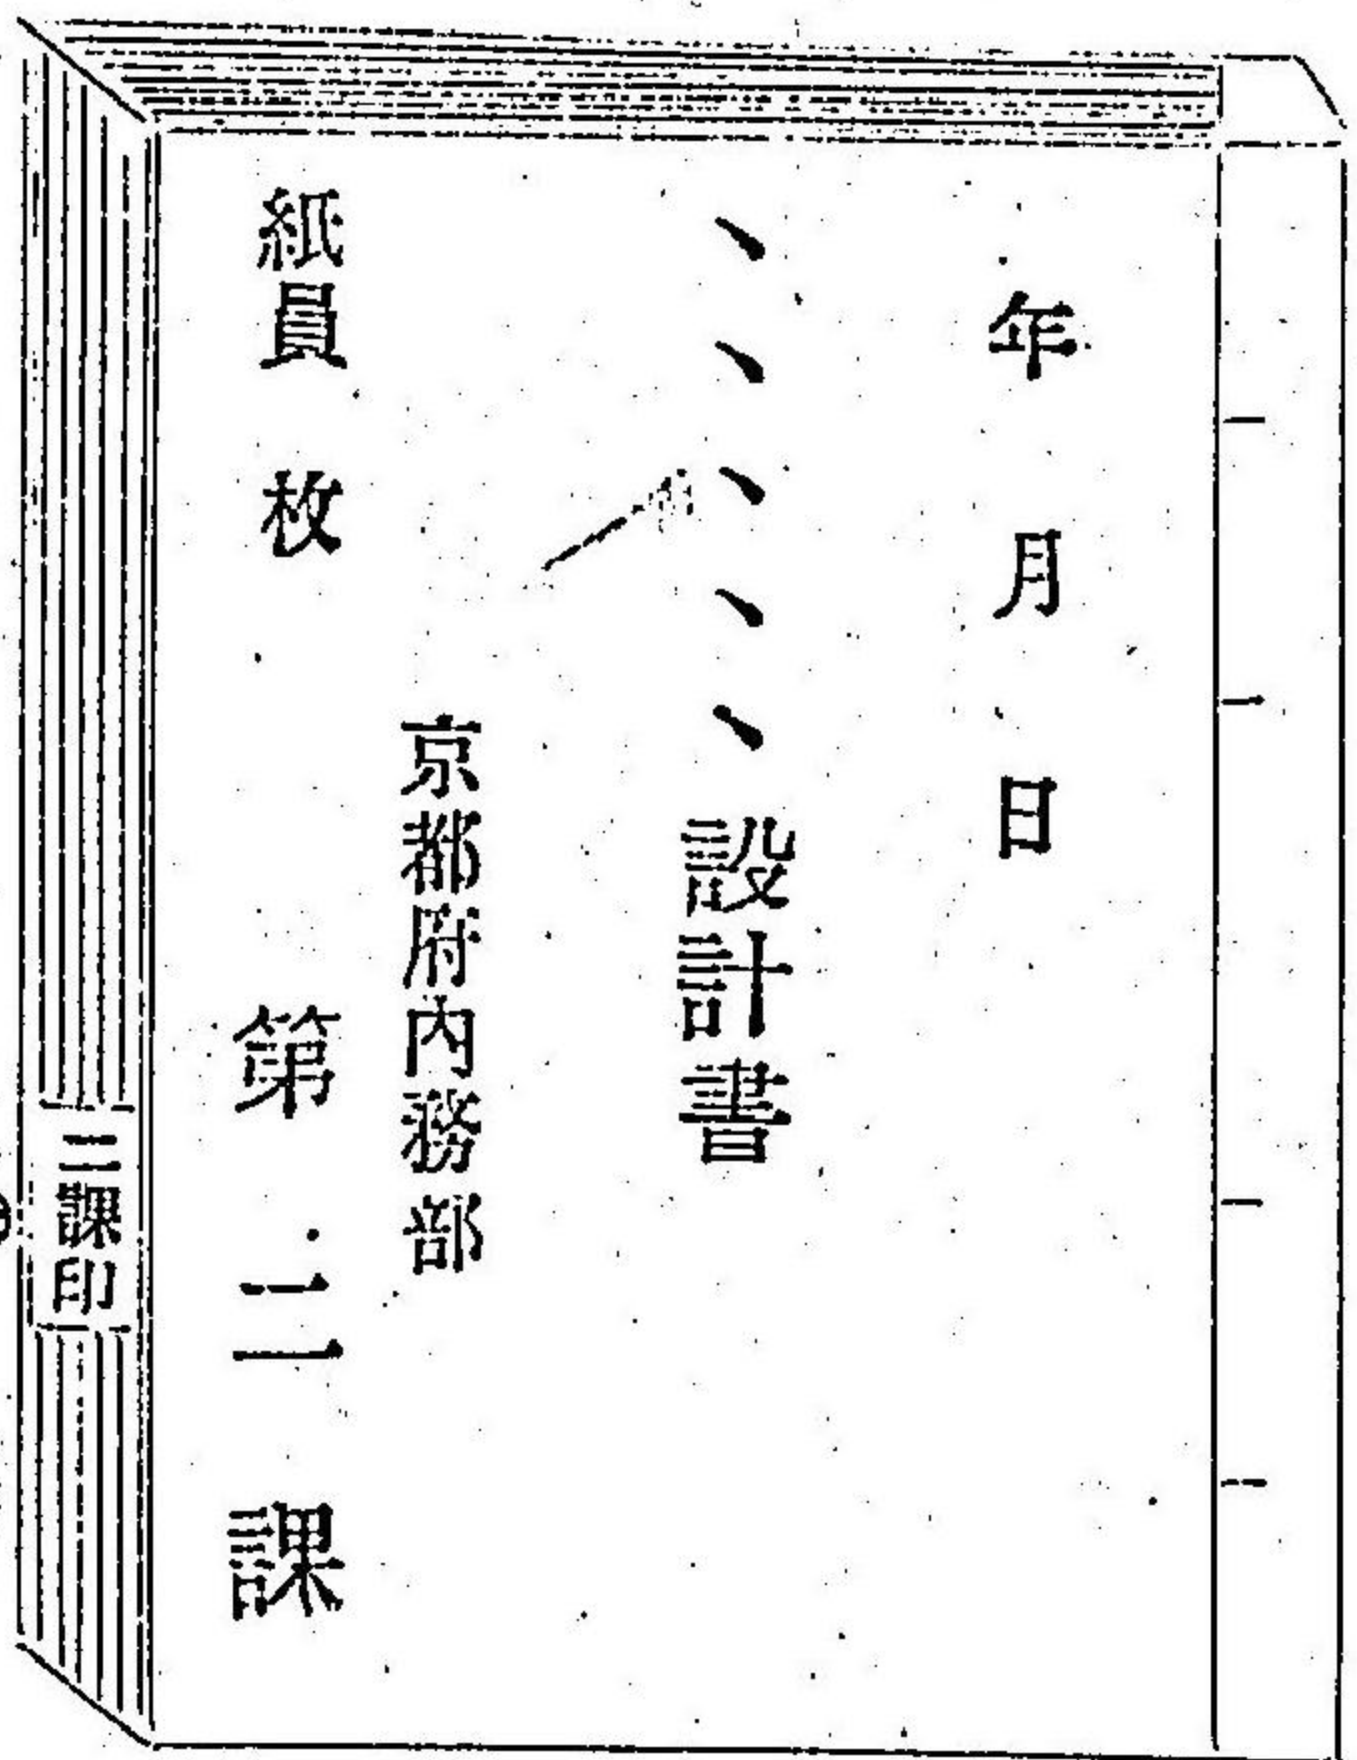 年 月 日
、、、、、設計書
京都府內務部
第二課
紙員 枚
二課印